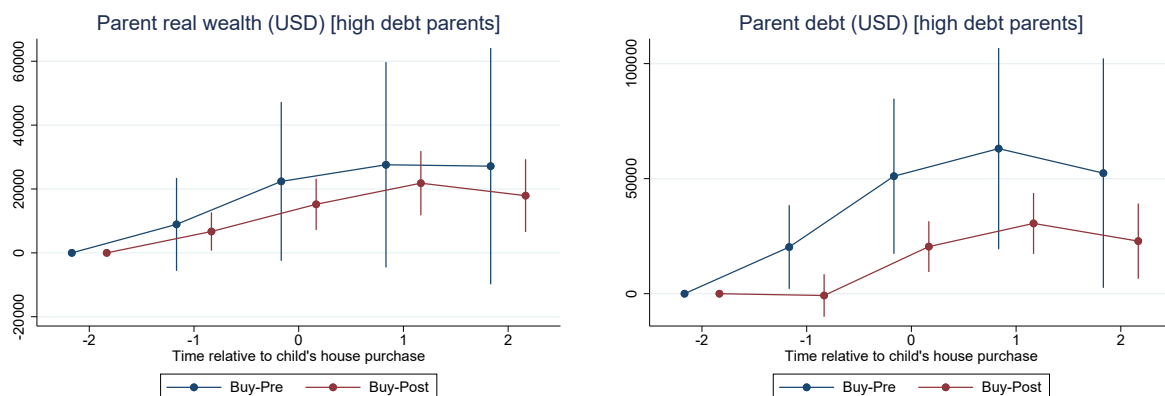 Parent real wealth (USD) [high debt parents]
60000
40000
20000
0
-20000
-2 -1 0 1 2
Time relative to child's house purchase
Buy-Pre Buy-Post
Parent debt (USD) [high debt parents]
100000
50000
0
-2 -1 0 1 2
Time relative to child's house purchase
Buy-Pre Buy-Post